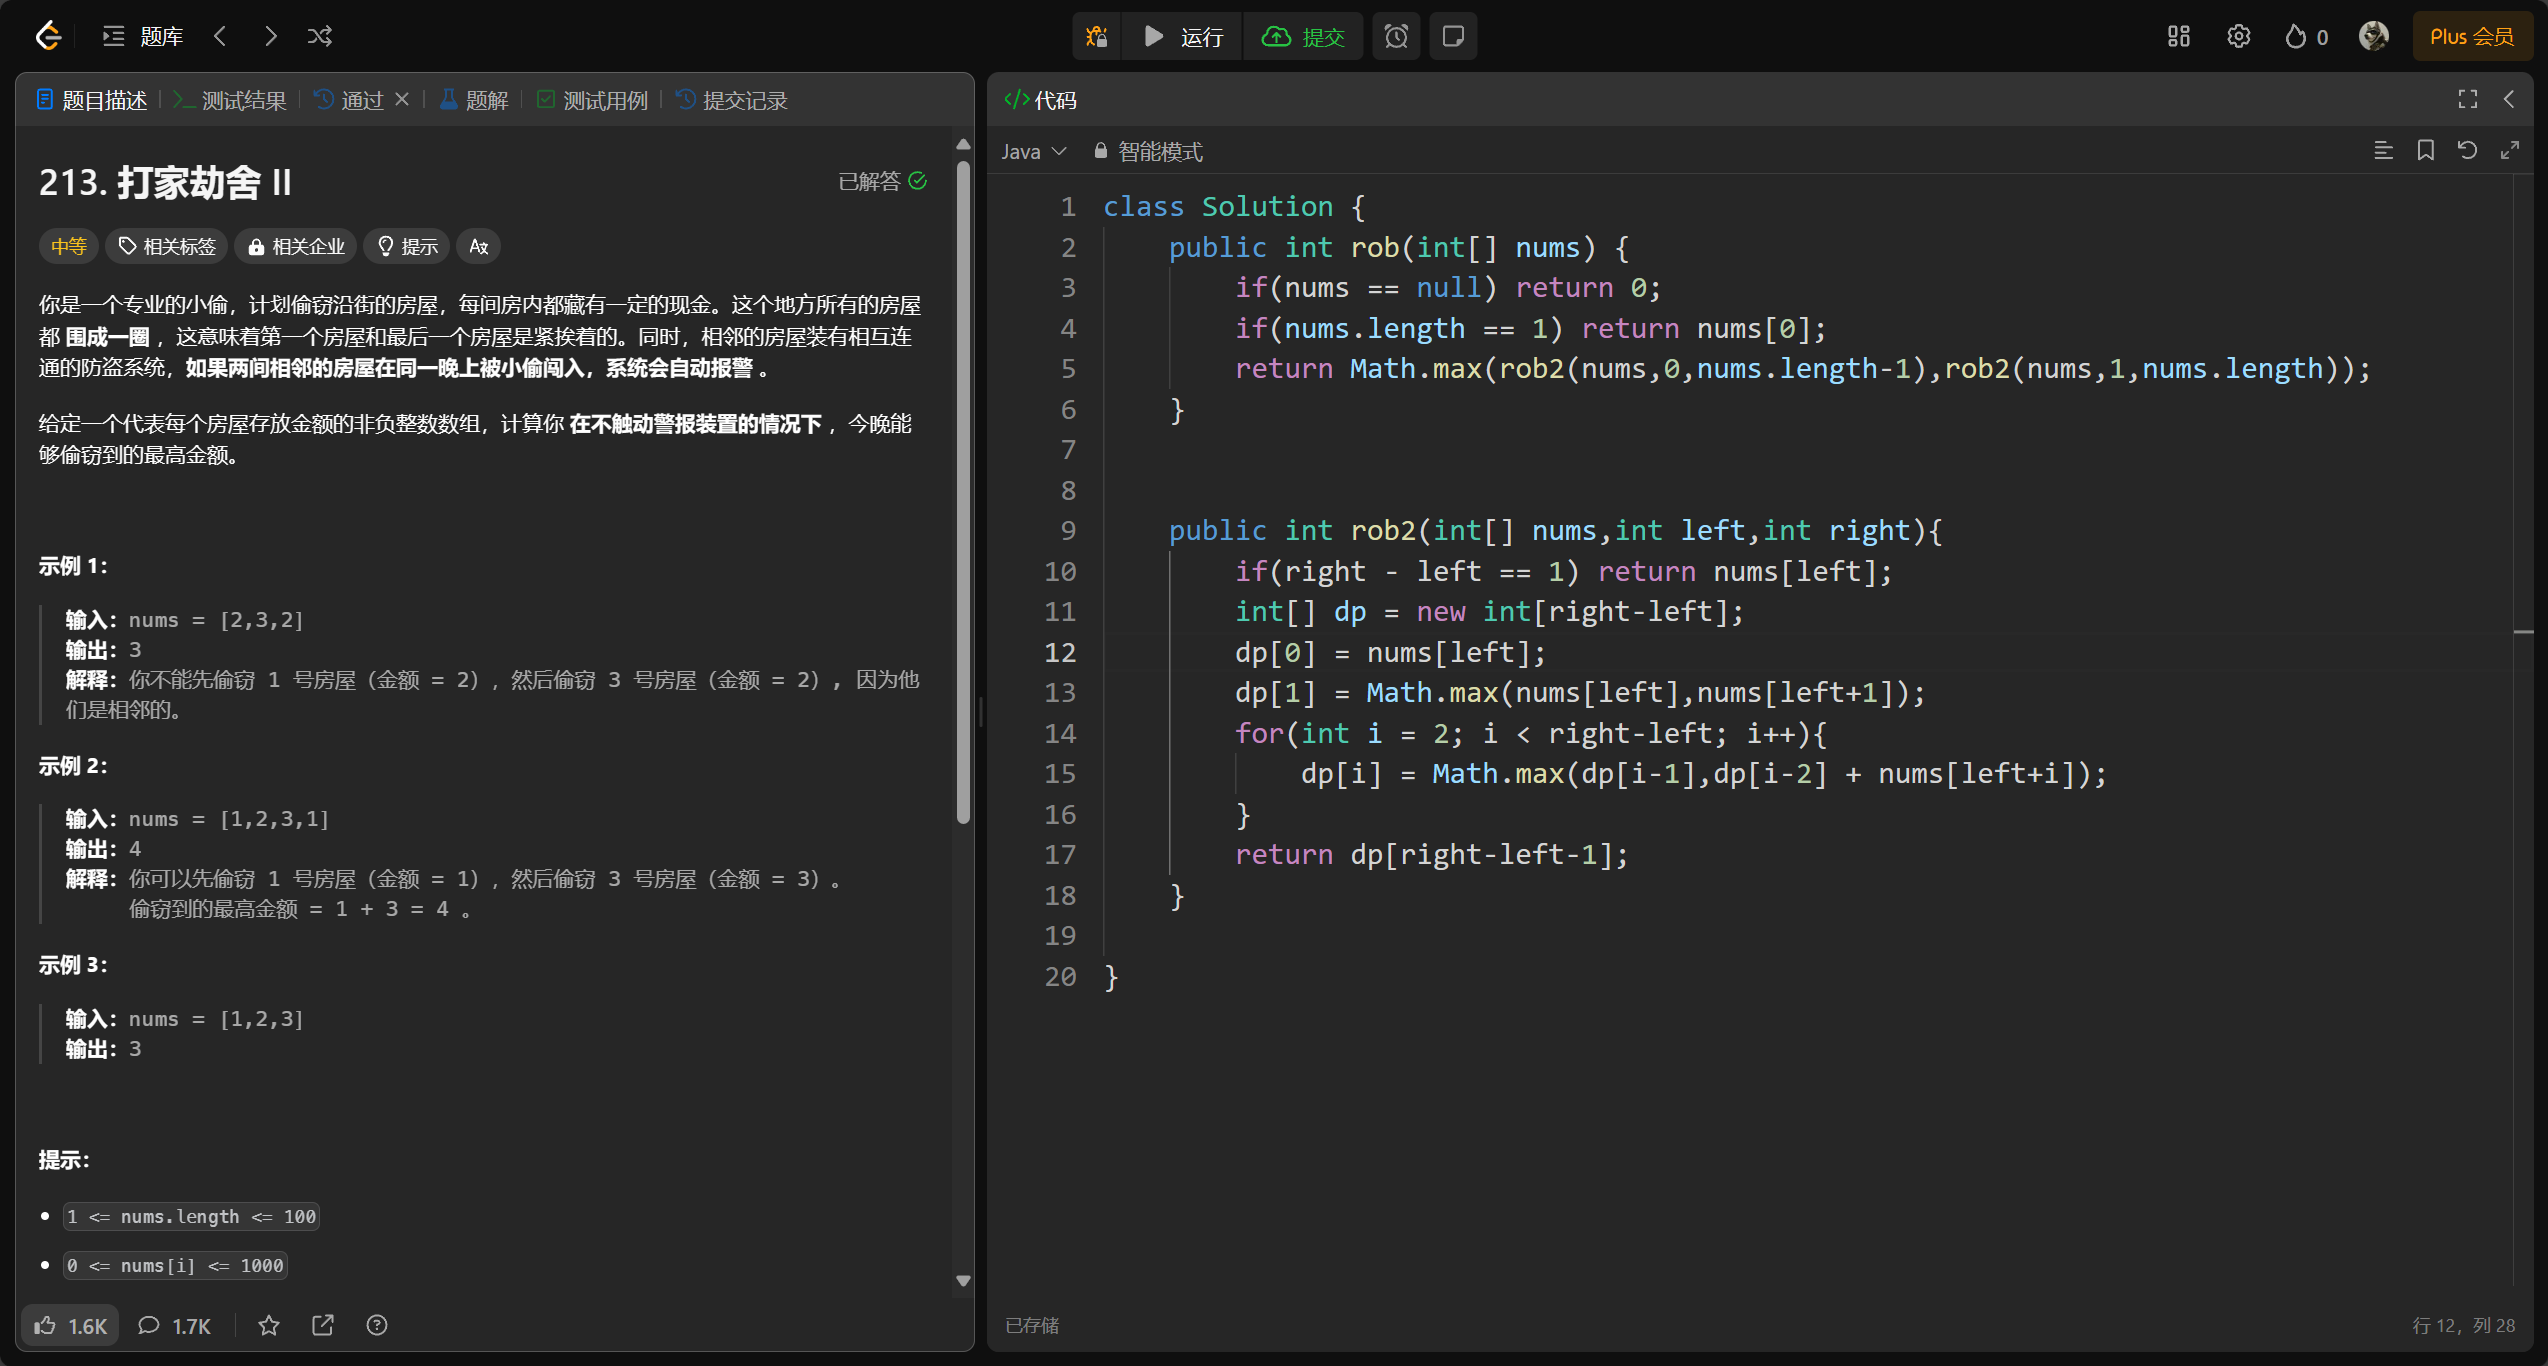 题库
运行
提交
0
Plus 会员
题目描述
测试结果
通过
题解
测试用例
提交记录
213. 打家劫舍 II
已解答
中等
相关标签
相关企业
提示
你是一个专业的小偷，计划偷窃沿街的房屋，每间房内都藏有一定的现金。这个地方所有的房屋
都 围成一圈 ，这意味着第一个房屋和最后一个房屋是紧挨着的。同时，相邻的房屋装有相互连
通的防盗系统，如果两间相邻的房屋在同一晚上被小偷闯入，系统会自动报警 。
给定一个代表每个房屋存放金额的非负整数数组，计算你 在不触动警报装置的情况下 ，今晚能
够偷窃到的最高金额。
示例 1：
输入：nums = [2,3,2]
输出：3
解释：你不能先偷窃 1 号房屋（金额 = 2），然后偷窃 3 号房屋（金额 = 2）, 因为他
们是相邻的。
示例 2：
输入：nums = [1,2,3,1]
输出：4
解释：你可以先偷窃 1 号房屋（金额 = 1），然后偷窃 3 号房屋（金额 = 3）。
偷窃到的最高金额 = 1 + 3 = 4 。
示例 3：
输入：nums = [1,2,3]
输出：3
提示：
1 <= nums.length <= 100
0 <= nums[i] <= 1000
1.6K
1.7K
代码
Java
智能模式
1 class Solution {
2     public int rob(int[] nums) {
3         if(nums == null) return 0;
4         if(nums.length == 1) return nums[0];
5         return Math.max(rob2(nums,0,nums.length-1),rob2(nums,1,nums.length));
6     }
7
8
9     public int rob2(int[] nums,int left,int right){
10         if(right - left == 1) return nums[left];
11         int[] dp = new int[right-left];
12         dp[0] = nums[left];
13         dp[1] = Math.max(nums[left],nums[left+1]);
14         for(int i = 2; i < right-left; i++){
15             dp[i] = Math.max(dp[i-1],dp[i-2] + nums[left+i]);
16         }
17         return dp[right-left-1];
18     }
19
20 }
已存储
行 12，列 28